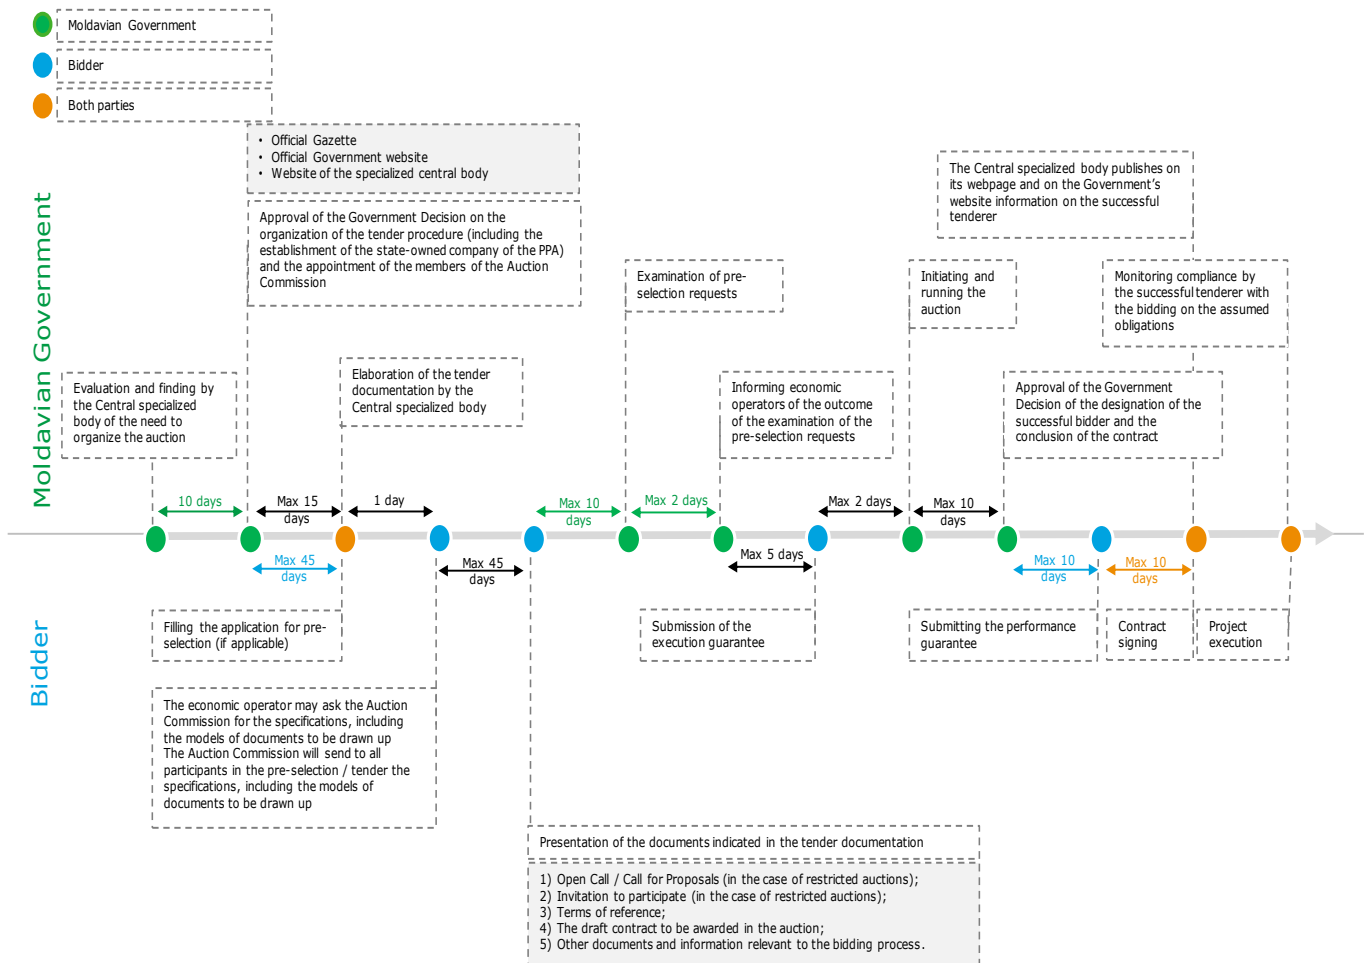 Moldavian Government
Bidder
Both parties
• Official Gazette
• Official Government website
• Website of the specialized central body
Approval of the Government Decision on the
organization of the tender procedure (including the
establishment of the state-owned company of the PPA)
and the appointment of the members of the Auction
Commission
The Central specialized body publishes on
its webpage and on the Government's
website information on the successful
tenderer
Examination of pre-
selection requests
Initiating and
running the
auction
Monitoring compliance by
the successful tenderer with
the bidding on the assumed
obligations
Moldavian Government
Evaluation and finding by
the Central specialized
body of the need to
organize the auction
Elaboration of the tender
documentation by the
Central specialized body
Informing economic
operators of the outcome
of the examination of the
pre-selection requests
Approval of the Government
Decision of the designation of the
successful bidder and the
conclusion of the contract
10 days
Max 15
days
1 day
Max 10
days
Max 2 days
Max 2 days
Max 10
days
Max 45
days
Max 45
days
Max 5 days
Max 10
days
Max 10
days
Bidder
Filling the application for pre-
selection (if applicable)
Submission of the
execution guarantee
Submitting the performance
guarantee
Contract
signing
Project
execution
The economic operator may ask the Auction
Commission for the specifications, including
the models of documents to be drawn up
The Auction Commission will send to all
participants in the pre-selection / tender the
specifications, including the models of
documents to be drawn up
Presentation of the documents indicated in the tender documentation
1) Open Call / Call for Proposals (in the case of restricted auctions);
2) Invitation to participate (in the case of restricted auctions);
3) Terms of reference;
4) The draft contract to be awarded in the auction;
5) Other documents and information relevant to the bidding process.